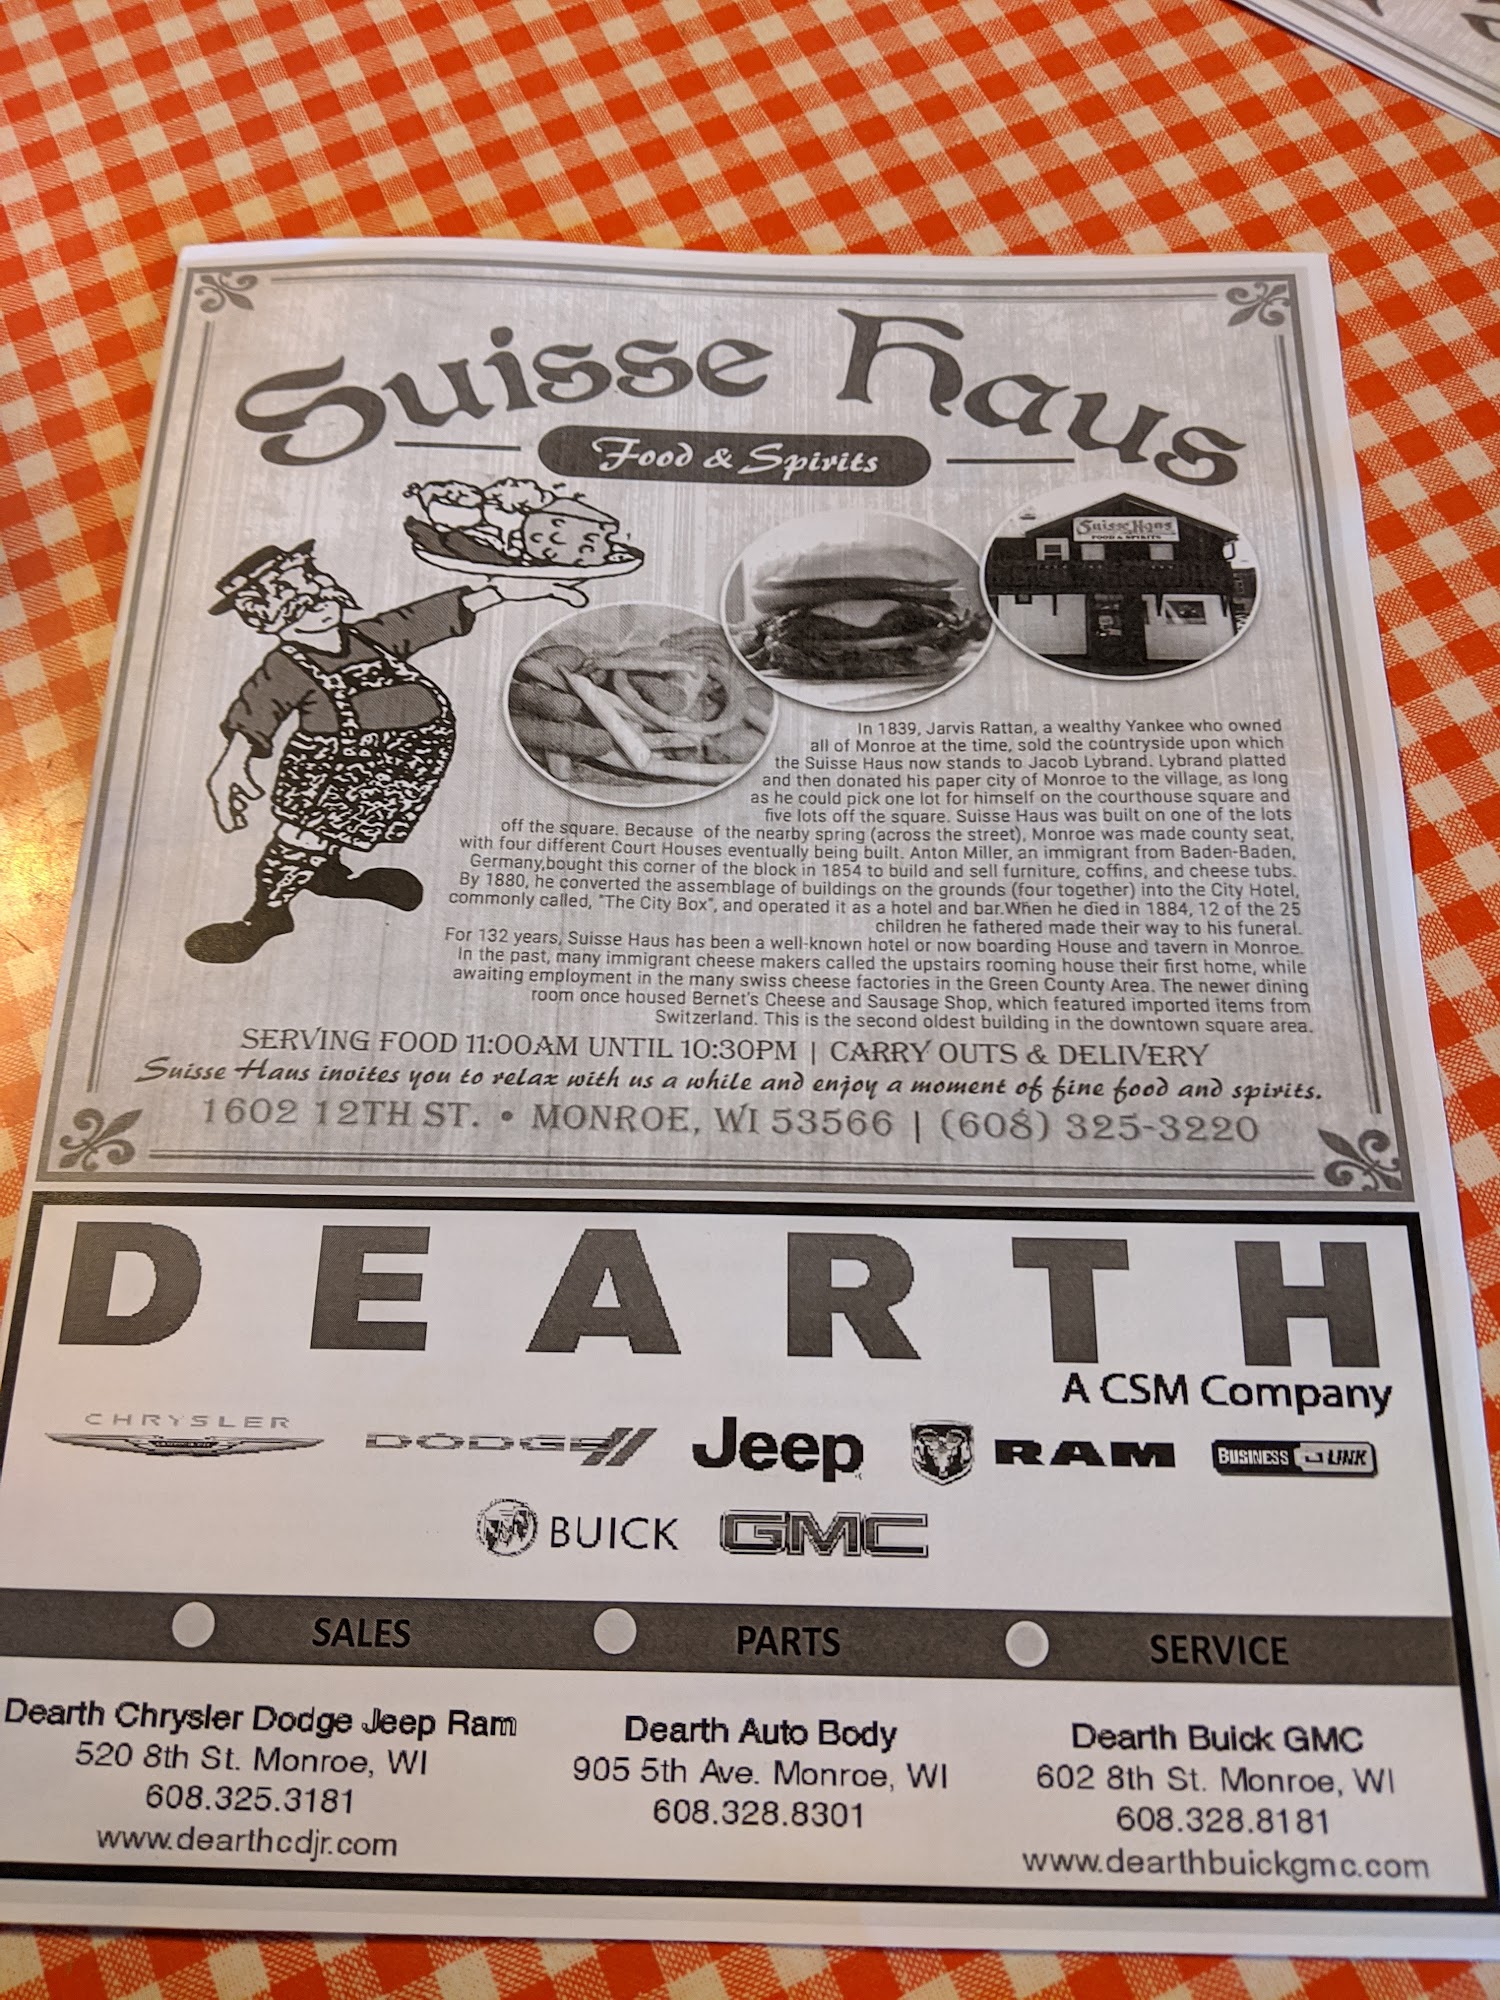 Suisse Haus
Food & Spirits
Suisse Haus
FOOD & SPIRITS
In 1839, Jarvis Rattan, a wealthy Yankee who owned
all of Monroe at the time, sold the countryside upon which
the Suisse Haus now stands to Jacob Lybrand. Lybrand platted
and then donated his paper city of Monroe to the village, as long
as he could pick one lot for himself on the courthouse square and
five lots off the square. Suisse Haus was built on one of the lots
off the square. Because of the nearby spring (across the street), Monroe was made county seat,
with four different Court Houses eventually being built. Anton Miller, an immigrant from Baden-Baden,
Germany,bought this corner of the block in 1854 to build and sell furniture, coffins, and cheese tubs.
By 1880, he converted the assemblage of buildings on the grounds (four together) into the City Hotel,
commonly called, "The City Box", and operated it as a hotel and bar.When he died in 1884, 12 of the 25
children he fathered made their way to his funeral.
For 132 years, Suisse Haus has been a well-known hotel or now boarding House and tavern in Monroe.
In the past, many immigrant cheese makers called the upstairs rooming house their first home, while
awaiting employment in the many swiss cheese factories in the Green County Area. The newer dining
room once housed Bernet's Cheese and Sausage Shop, which featured imported items from
Switzerland. This is the second oldest building in the downtown square area.
SERVING FOOD 11:00AM UNTIL 10:30PM | CARRY OUTS & DELIVERY
Suisse Haus invites you to relax with us a while and enjoy a moment of fine food and spirits.
1602 12TH ST. • MONROE, WI 53566 | (608) 325-3220
DEARTH
A CSM Company
CHRYSLER DODGE Jeep RAM BUSINESS LINK
BUICK GMC
SALES PARTS SERVICE
Dearth Chrysler Dodge Jeep Ram
520 8th St. Monroe, WI
608.325.3181
www.dearthcdjr.com
Dearth Auto Body
905 5th Ave. Monroe, WI
608.328.8301
Dearth Buick GMC
602 8th St. Monroe, WI
608.328.8181
www.dearthbuickgmc.com